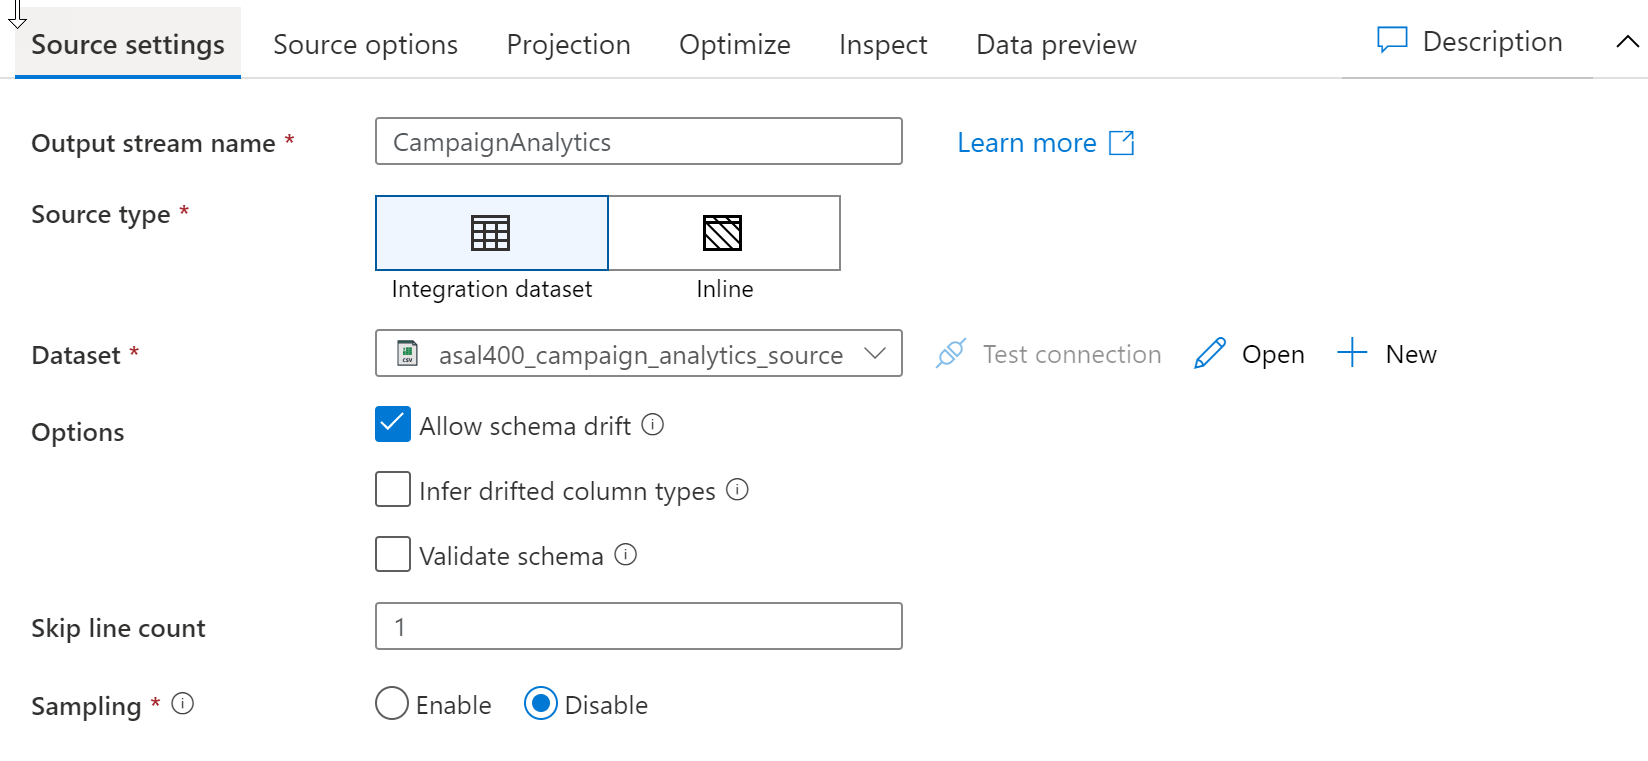 Source settings Source options Projection Optimize Inspect Data preview Description
Output stream name * CampaignAnalytics Learn more
Source type *
Integration dataset Inline
Dataset * CSV asal400_campaign_analytics_source Test connection Open New
Options Allow schema drift
Infer drifted column types
Validate schema
Skip line count 1
Sampling * Enable Disable